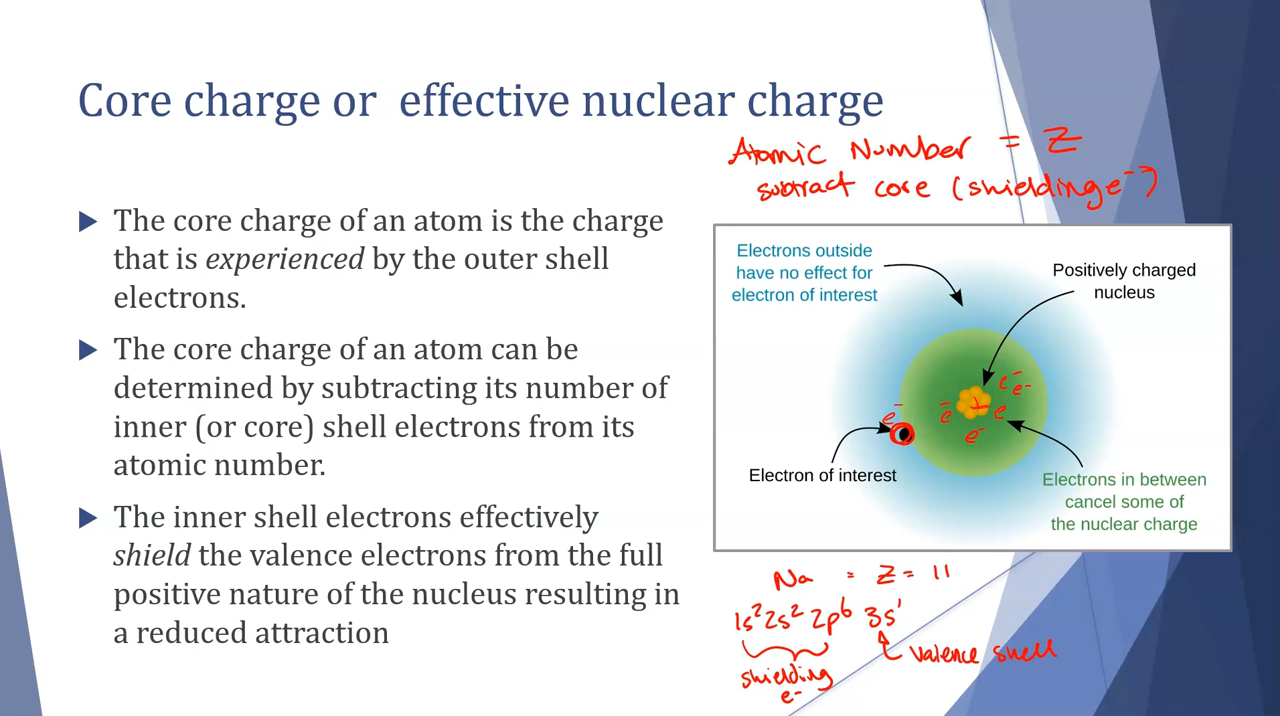 Core charge or effective nuclear charge
Atomic Number = Z
subtract core (shielding e⁻)
▶ The core charge of an atom is the charge
that is experienced by the outer shell
electrons.
▶ The core charge of an atom can be
determined by subtracting its number of
inner (or core) shell electrons from its
atomic number.
▶ The inner shell electrons effectively
shield the valence electrons from the full
positive nature of the nucleus resulting in
a reduced attraction
Electrons outside
have no effect for
electron of interest
Positively charged
nucleus
e⁻
e⁻
e⁻
e⁻
+
e
e⁻
Electron of interest
Electrons in between
cancel some of
the nuclear charge
Na = Z = 11
1s² 2s² 2p⁶ 3s¹
valence shell
shielding
e⁻